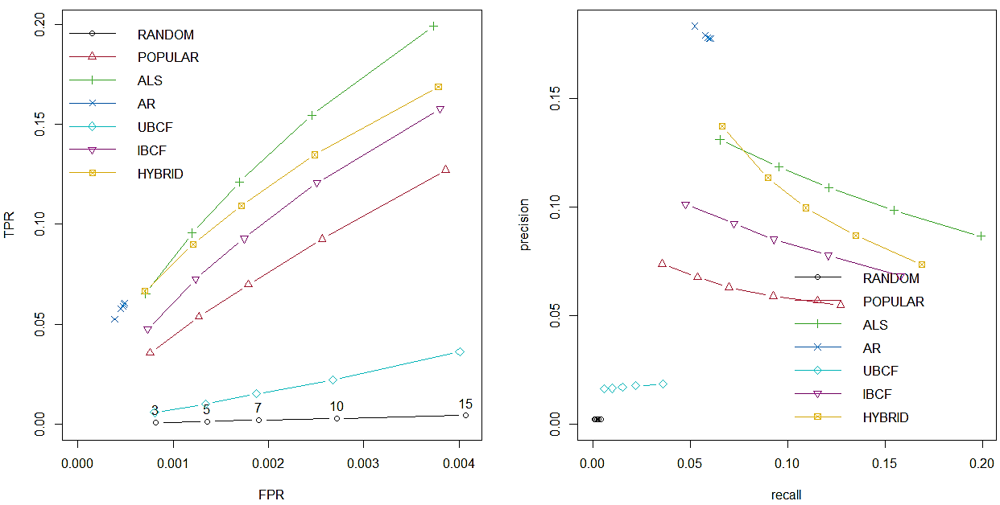 0.20
0.15
0.10
0.05
0.00
TPR
RANDOM
POPULAR
ALS
AR
UBCF
IBCF
HYBRID
3
5
7
10
15
0.000
0.001
0.002
0.003
0.004
FPR
0.15
0.10
0.05
0.00
precision
RANDOM
POPULAR
ALS
AR
UBCF
IBCF
HYBRID
0.00
0.05
0.10
0.15
0.20
recall